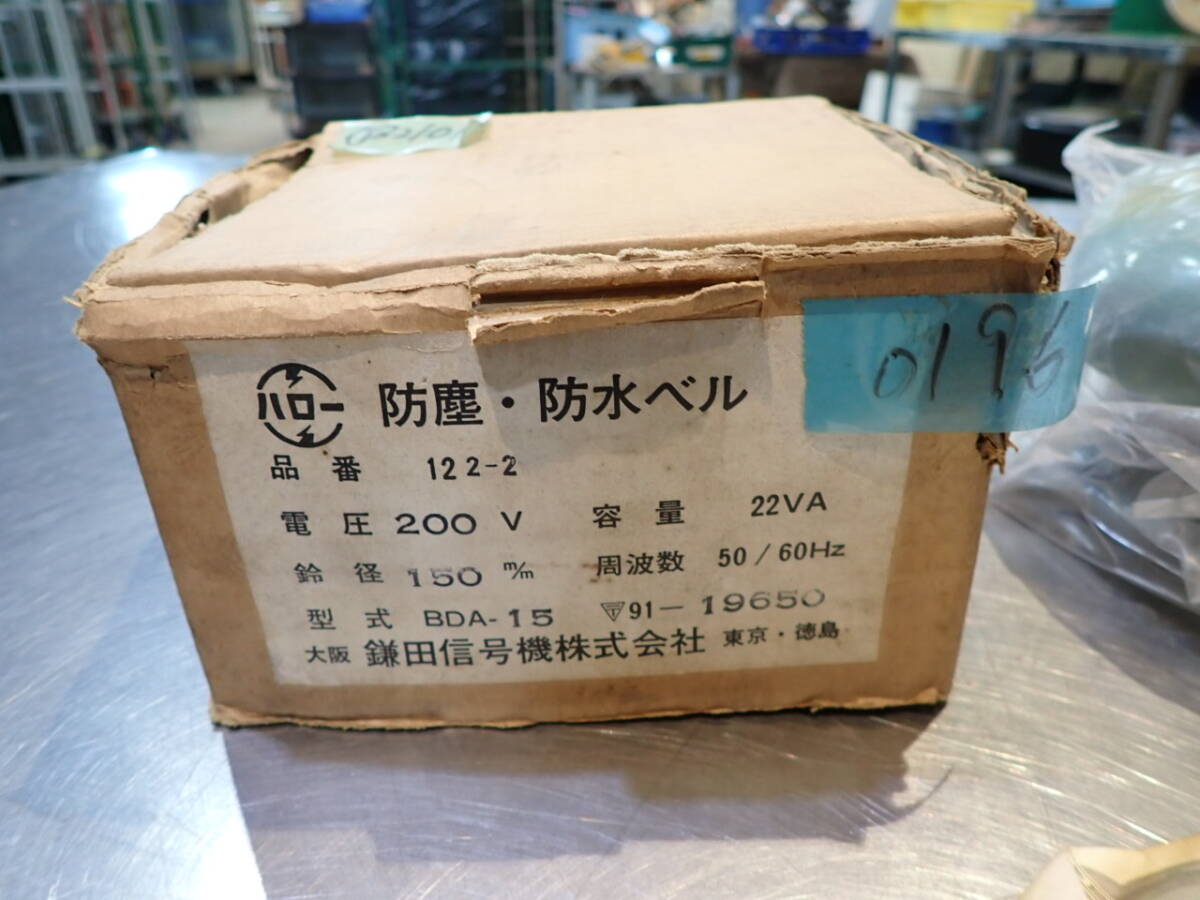 0196
ハロー 防塵・防水ベル
品番 122-2
電圧 200 V 容量 22VA
鈴径 150 m/m 周波数 50/60Hz
型式 BDA-15 〒91-19650
大阪 鎌田信号機株式会社 東京・徳島